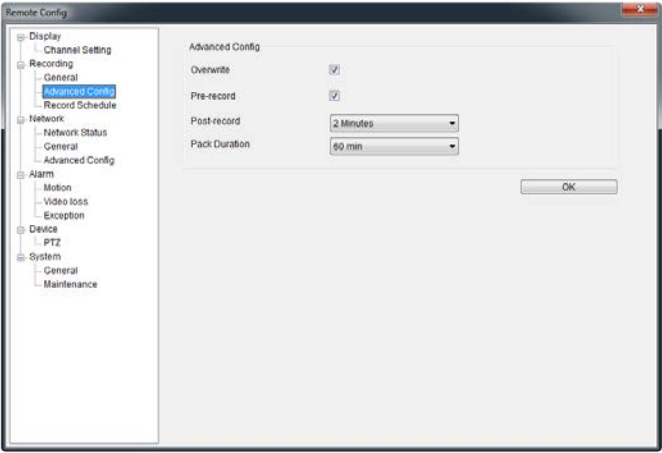 Remote Config
Display
Channel Setting
Recording
General
Advanced Config
Record Schedule
Network
Network Status
General
Advanced Config
Alarm
Motion
Video loss
Exception
Device
PTZ
System
General
Maintenance
Advanced Config
Overwrite
Pre-record
Post-record 2 Minutes
Pack Duration 60 min
OK